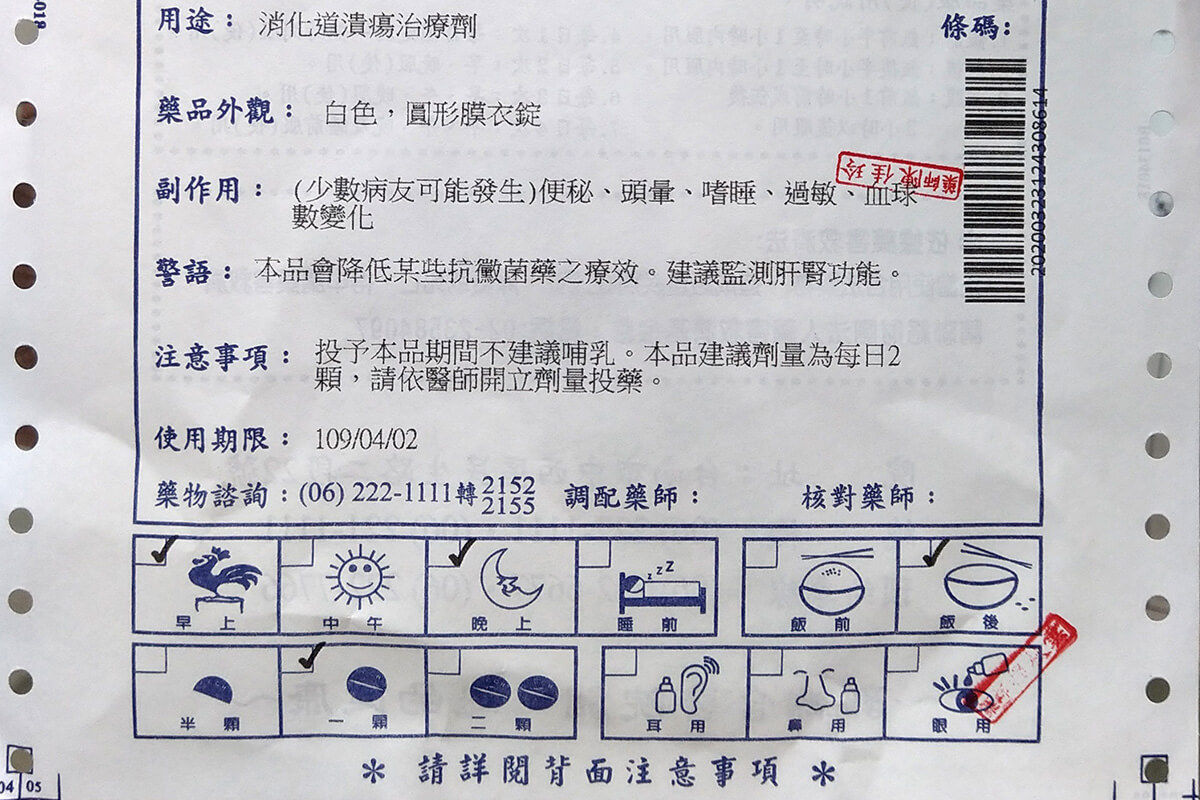 用途： 消化道潰瘍治療劑
條碼:
藥品外觀： 白色，圓形膜衣錠
副作用： (少數病友可能發生)便秘、頭暈、嗜睡、過敏、血球
數變化
藥師陳佳玲
2020032312124308614
警語： 本品會降低某些抗黴菌藥之療效。建議監測肝腎功能。
注意事項： 投予本品期間不建議哺乳。本品建議劑量為每日2
顆，請依醫師開立劑量投藥。
使用期限： 109/04/02
藥物諮詢：(06) 222-1111轉 2152 2155 調配藥師： 核對藥師：
早上 中午 晚上 睡前 飯前 飯後
半顆 一顆 二顆 耳用 鼻用 眼用
＊ 請詳閱背面注意事項 ＊
04 05